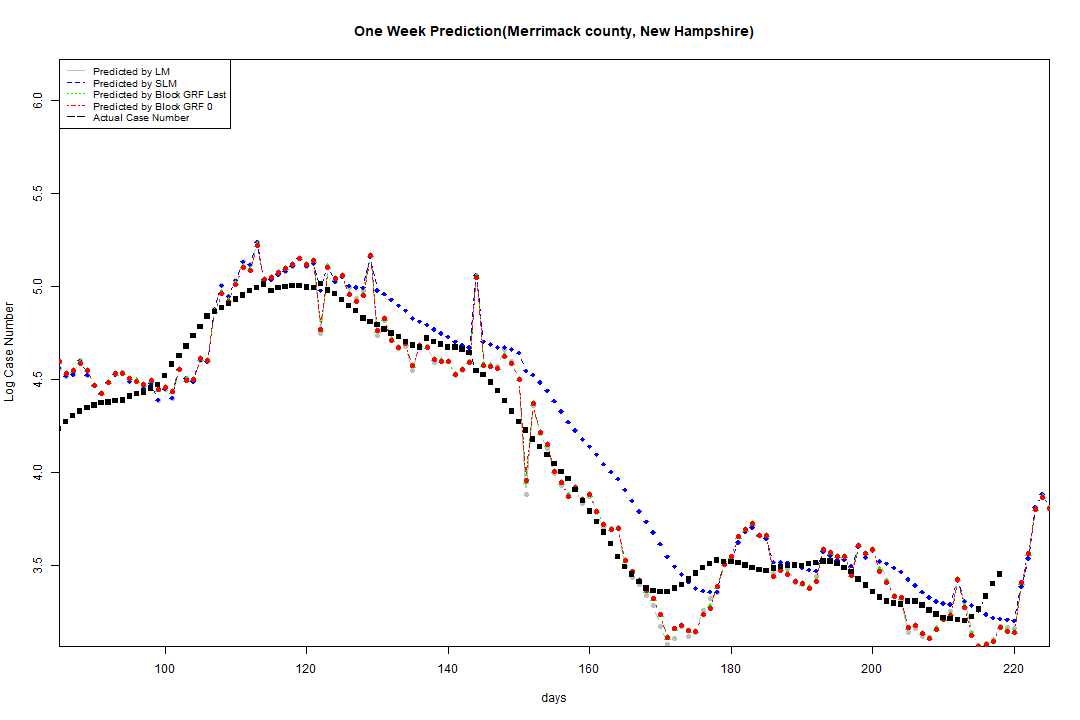 One Week Prediction(Merrimack county, New Hampshire)
Predicted by LM
Predicted by SLM
Predicted by Block GRF Last
Predicted by Block GRF 0
Actual Case Number
Log Case Number
6.0
5.5
5.0
4.5
4.0
3.5
100 120 140 160 180 200 220
days